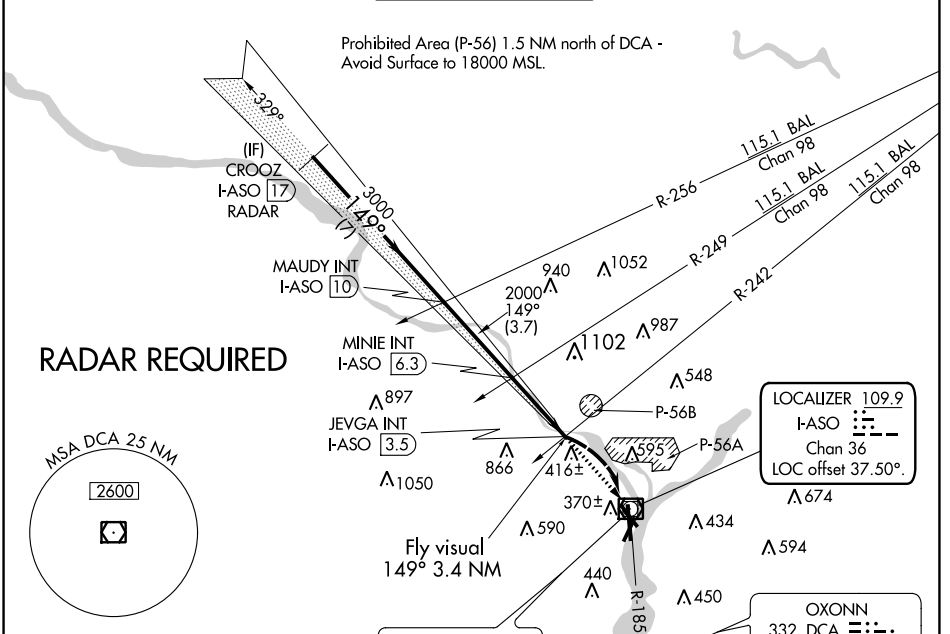 Prohibited Area (P-56) 1.5 NM north of DCA -
Avoid Surface to 18000 MSL.
329°
(IF)
CROOZ
I-ASO 17
RADAR
3000
149°
(7)
115.1 BAL
Chan 98
R-256
115.1 BAL
Chan 98
R-249
115.1 BAL
Chan 98
R-242
MAUDY INT
I-ASO 10
940
1052
2000
149°
(3.7)
987
1102
RADAR REQUIRED
MINIE INT
I-ASO 6.3
548
897
P-56B
LOCALIZER 109.9
I-ASO
Chan 36
LOC offset 37.50°.
JEVGA INT
I-ASO 3.5
P-56A
595
866
416±
MSA DCA 25 NM
2600
1050
370±
674
434
590
594
Fly visual
149° 3.4 NM
440
450
R-185
OXONN
332 DCA